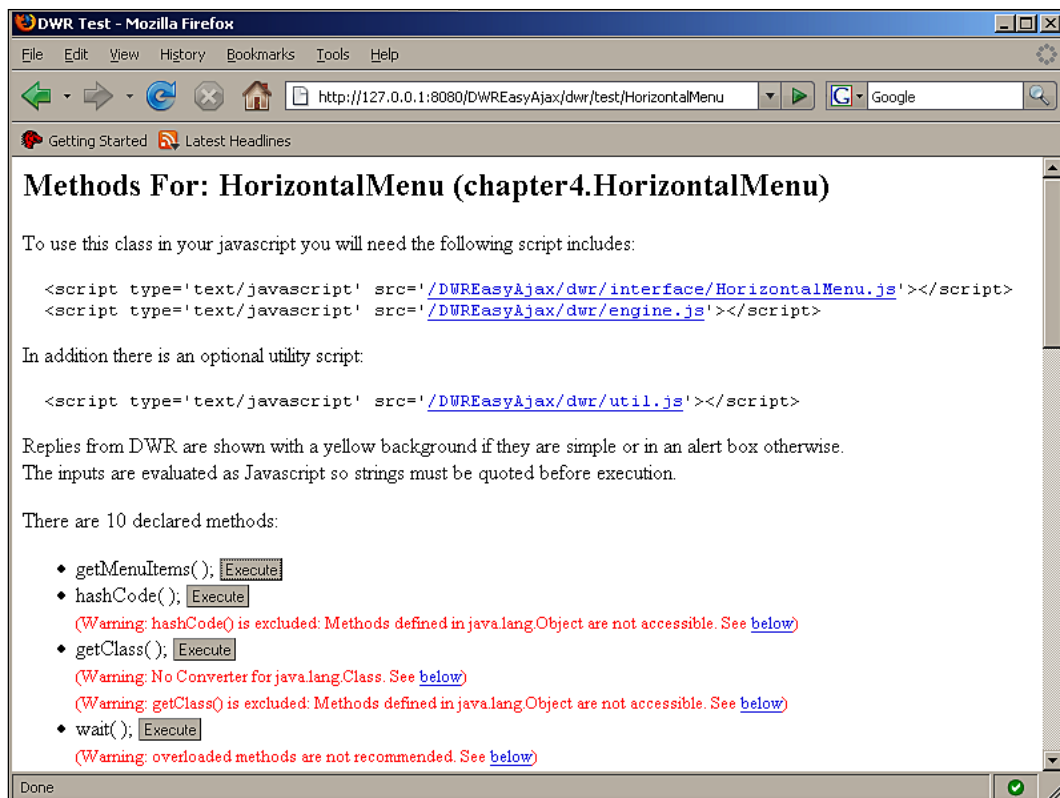 DWR Test - Mozilla Firefox
File Edit View History Bookmarks Tools Help
http://127.0.0.1:8080/DWREasyAjax/dwr/test/HorizontalMenu G Google
Getting Started Latest Headlines
Methods For: HorizontalMenu (chapter4.HorizontalMenu)
To use this class in your javascript you will need the following script includes:
<script type='text/javascript' src='/DWREasyAjax/dwr/interface/HorizontalMenu.js'></script>
<script type='text/javascript' src='/DWREasyAjax/dwr/engine.js'></script>
In addition there is an optional utility script:
<script type='text/javascript' src='/DWREasyAjax/dwr/util.js'></script>
Replies from DWR are shown with a yellow background if they are simple or in an alert box otherwise.
The inputs are evaluated as Javascript so strings must be quoted before execution.
There are 10 declared methods:
• getMenuItems( ); Execute
• hashCode( ); Execute
(Warning: hashCode() is excluded: Methods defined in java.lang.Object are not accessible. See below)
• getClass( ); Execute
(Warning: No Converter for java.lang.Class. See below)
(Warning: getClass() is excluded: Methods defined in java.lang.Object are not accessible. See below)
• wait( ); Execute
(Warning: overloaded methods are not recommended. See below)
Done